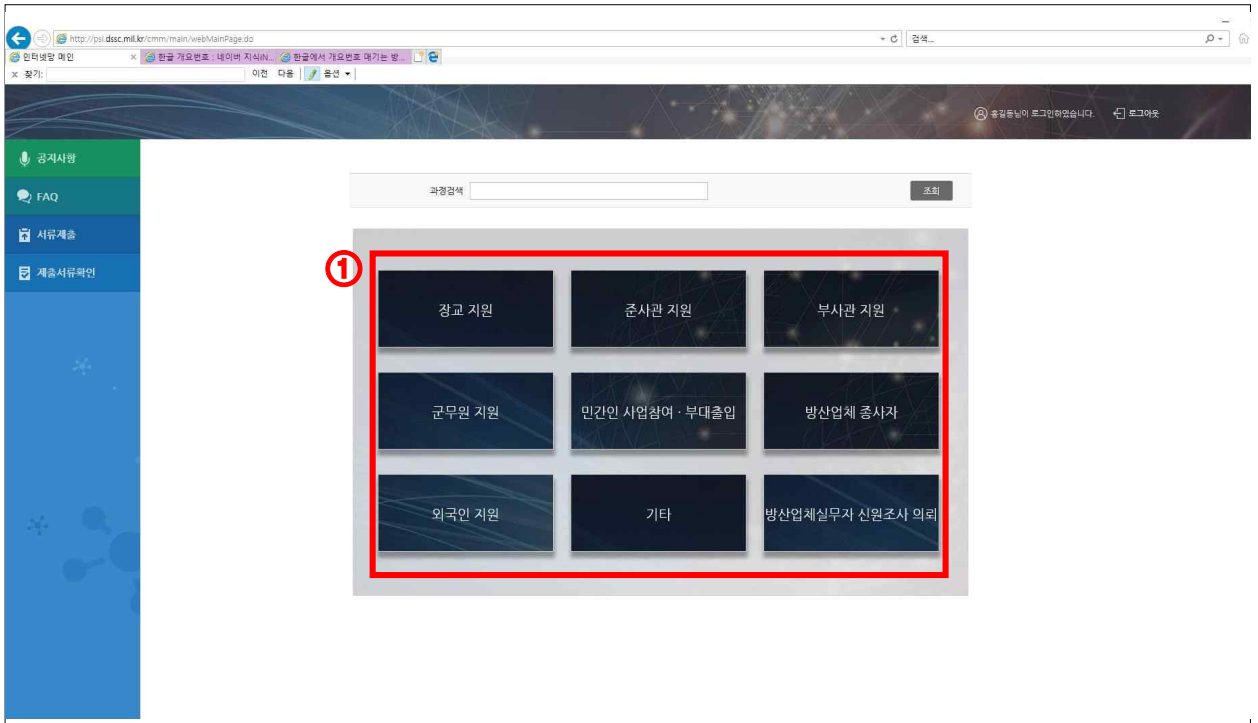 http://psi.dssc.mil.kr/cmm/main/webMainPage.do
검색...
인터넷망 메인
한글 개요번호 : 네이버 지식iN...
한글에서 개요번호 매기는 방...
x 찾기:
이전 다음 옵션
홍길동님이 로그인하였습니다. 로그아웃
공지사항
FAQ
서류제출
제출서류확인
과정검색
조회
①
장교 지원
준사관 지원
부사관 지원
군무원 지원
민간인 사업참여 · 부대출입
방산업체 종사자
외국인 지원
기타
방산업체실무자 신원조사 의뢰